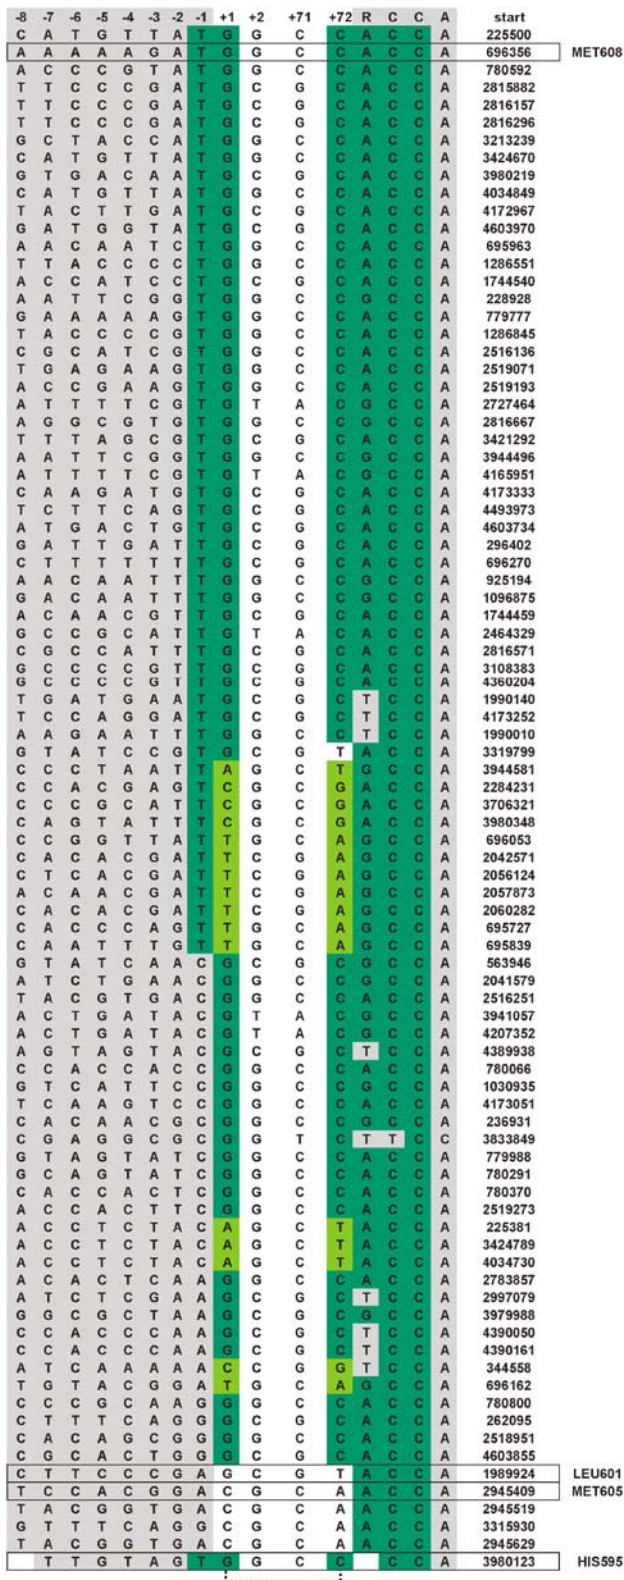 -8 -7 -6 -5 -4 -3 -2 -1 +1 +2 +71 +72 R C C A start
C A T G T T A T G G C C A C C A 225500
A A A A A G A T G G C C A C C A 696356 MET608
A C C C G T A T G G C C A C C A 780592
T T C C C G A T G C G C A C C A 2815882
T T C C C G A T G C G C A C C A 2816157
T T C C C G A T G C G C A C C A 2816296
G C T A C C A T G G C C A C C A 3213239
C A T G T T A T G G C C A C C A 3424670
G T G A C A A T G G C C A C C A 3980219
C A T G T T A T G G C C A C C A 4034849
T A C T T G A T G C G C A C C A 4172967
G A T G G T A T G C G C A C C A 4603970
A A C A A T C T G G C C A C C A 695963
T T A C C C C T G G C C A C C A 1286551
A C C A T C C T G C G C A C C A 1744540
A A T T C G G T G G C C G C C A 228928
G A A A A A G T G G C C A C C A 779777
T A C C C C G T G G C C A C C A 1286845
C G C A T C G T G G C C A C C A 2516136
T G A G A A G T G G C C A C C A 2519071
A C C G A A G T G G C C A C C A 2519193
A T T T T C G T G T A C G C C A 2727464
A G G C G T G T G G C C G C C A 2816667
T T T A G C G T G C G C A C C A 3421292
A A T T C G G T G G C C G C C A 3944496
A T T T T C G T G T A C G C C A 4165951
C A A G A T G T G C G C A C C A 4173333
T C T T C A G T G C G C A C C A 4493973
A T G A C T G T G C G C A C C A 4603734
G A T T G A T T G C G C A C C A 296402
C T T T T T T T G C G C A C C A 696270
A A C A A T T T G G C C G C C A 925194
G A C A A T T T G G C C G C C A 1096875
A C A A C G T T G C G C A C C A 1744459
G C C G C A T T G T A C A C C A 2464329
C G C C A T T T G G C C A C C A 2816571
G C C C C G T T G C G C A C C A 3108383
G C C C C G T T G C G C A C C A 4360204
T G A T G A A T G C G C T C C A 1990140
T C C A G G A T G C G C T C C A 4173252
A A G A A T T T G G C C T C C A 1990010
G T A T C C G T G C G T A C C A 3319799
C C C T A A T T A G C T G C C A 3944581
C C A C G A G T C G C G A C C A 2284231
C C C G C A T T C G C G A C C A 3706321
C A G T A T T T C G C G A C C A 3980348
C C G G T T A T T G C A G C C A 696053
C A C A C G A T T C G A G C C A 2042571
C T C A C G A T T C G A G C C A 2056124
A C A A C G A T T C G A G C C A 2057873
C A C A C G A T T C G A G C C A 2060282
C A C C C A G T T G C A G C C A 695727
C A A T T T G T T G C A G C C A 695839
G T A T C A A C G C G C G C C A 563946
A T C T G A A C G G C C G C C A 2041579
T A C G T G A C G G C C A C C A 2516251
A C T G A T A C G T A C G C C A 3941057
A C T G A T A C G T A C G C C A 4207352
A G T A G T A C G C G C T C C A 4389938
C C A C C A C C G G C C A C C A 780066
G T C A T T C C G G C C G C C A 1030935
T C A A G T C C G G C C A C C A 4173051
C A C A A C G C G G C C G C C A 236931
C G A G G C G C G G T C T T C C 3833849
G T A G T A T C G G C C A C C A 779988
G C A G T A T C G G C C A C C A 780291
C A C C A C T C G G C C A C C A 780370
A C C A C T T C G G C C A C C A 2519273
A C C T C T A C A G C T A C C A 225381
A C C T C T A C A G C T A C C A 3424789
A C C T C T A C A G C T A C C A 4034730
A C A C T C A A G G C C A C C A 2783857
A T C T C G A A G G C C T C C A 2997079
G G C G C T A A G C G C G C C A 3979988
C C A C C C A A G C G C T C C A 4390050
C C A C C C A A G C G C T C C A 4390161
A T C A A A A A C C G G T C C A 344558
T G T A C G G A T G C A G C C A 696162
C C C G C A A G G G C C A C C A 780800
C T T T C A G G G C G C A C C A 262095
C A C A G C G G G G C C A C C A 2518951
C G C A C T G G G C G C A C C A 4603855
C T T C C C G A G C G T A C C A 1989924 LEU601
T C C A C G G A C G C A A C C A 2945409 MET605
T A C G G T G A C G C A A C C A 2945519
G T T T C A G G C G C A A C C A 3315930
T A C G G T G A C G C A A C C A 2945629
T T G T A G T G G C C C C A 3980123 HIS595